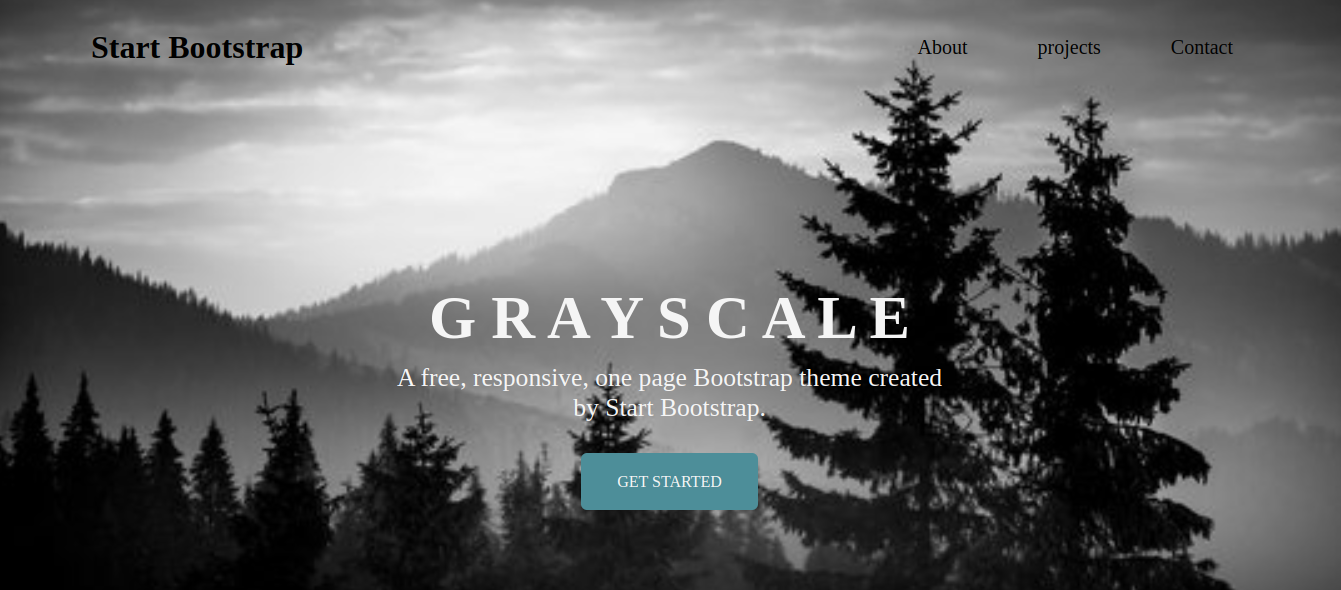 Start Bootstrap
About
projects
Contact
GRAYSCALE
A free, responsive, one page Bootstrap theme created
by Start Bootstrap.
GET STARTED